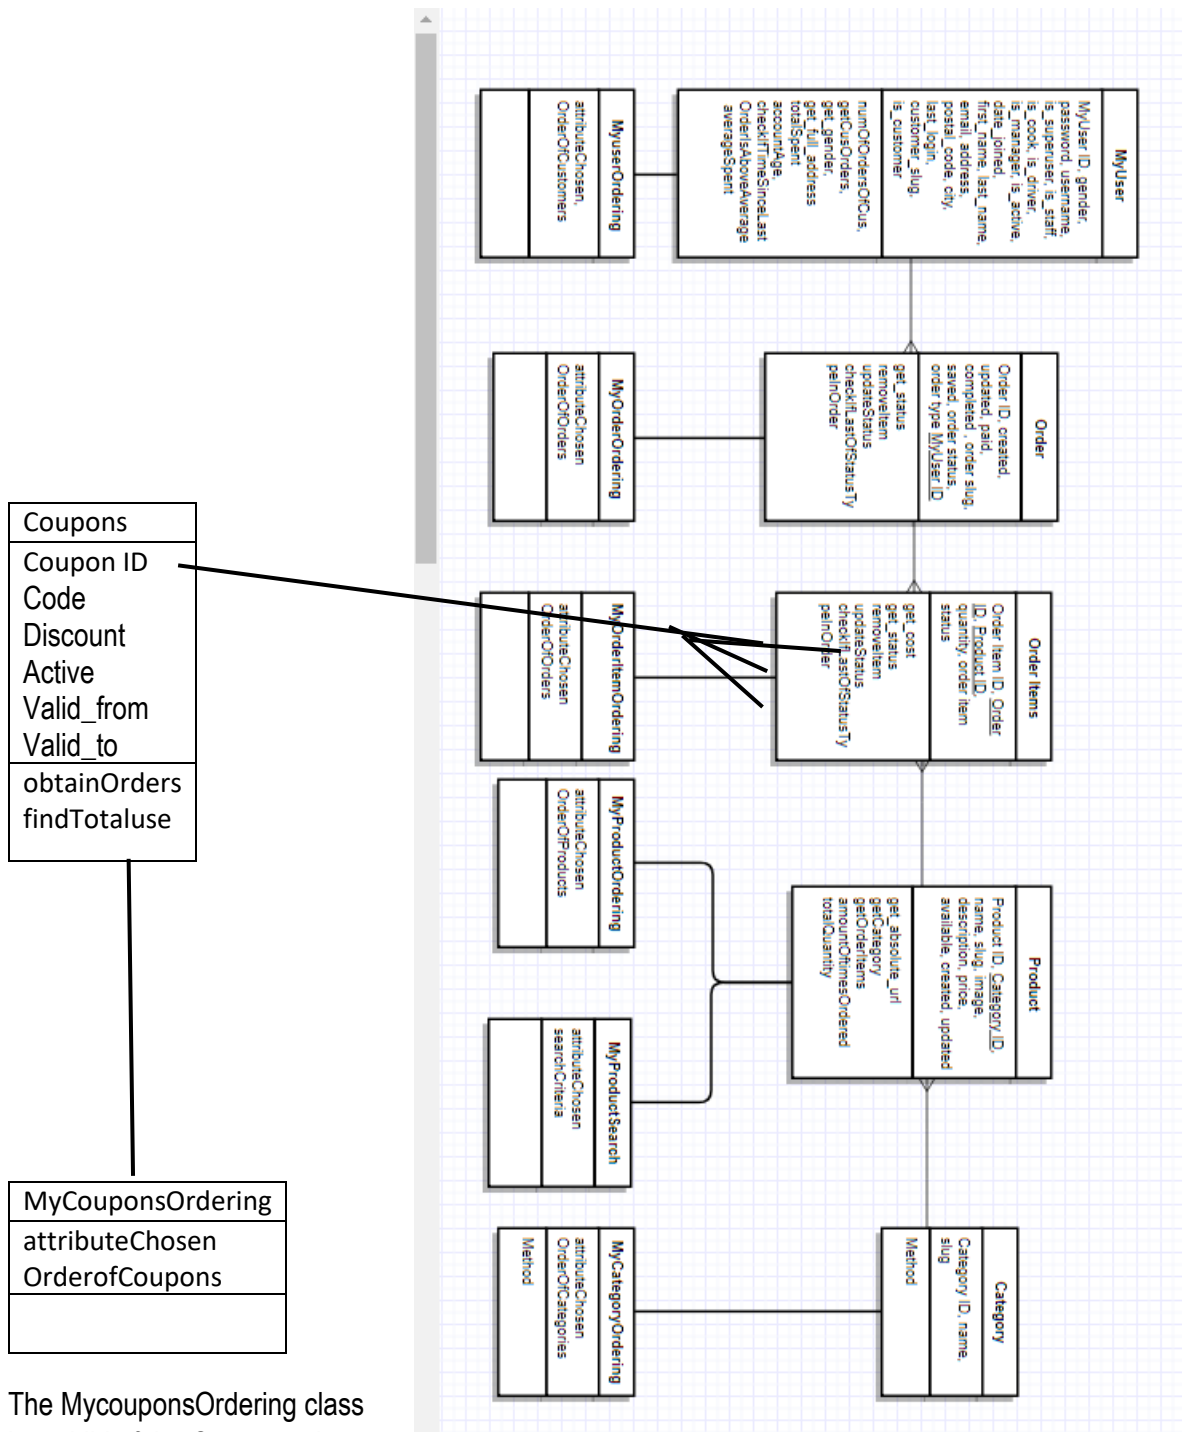 MyUser
MyUser ID, gender,
password, username,
is_superuser, is_staff,
is_cook, is_driver,
is_manager, is_active,
date_joined,
first_name, last_name,
email, address,
postal_code, city,
last_login,
customer_slug,
is_customer
numOfOrdersOfCus,
getCusOrders,
get_gender,
get_full_address
totalSpent
accountAge,
checkIfTimeSinceLast
OrderIsAboveAverage
averageSpent
MyuserOrdering
attributeChosen,
OrderOfCustomers
Order
Order ID, created,
updated, paid,
completed , order slug,
saved, order status,
order type MyUser ID
get_status
removeItem
updateStatus
checkIfLastOfStatusTy
peInOrder
MyOrderOrdering
attributeChosen
OrderOfOrders
Order Items
Order Item ID, Order
ID, Product ID,
quantity, order item
status
get_cost
get_status
removeItem
updateStatus
checkIfLastOfStatusTy
peInOrder
MyOrderItemOrdering
attributeChosen
OrderOfOrders
Product
Product ID, Category ID,
name, slug, image,
description, price,
available, created, updated
get_absolute_url
getCategory
getOrderItems
amountOftimesOrdered
totalQuantity
MyProductOrdering
attributeChosen
OrderOfProducts
MyProductSearch
attributeChosen
searchCriteria
Category
Category ID, name,
slug
Method
MyCategoryOrdering
attributeChosen
OrderOfCategories
Method
Coupons
Coupon ID
Code
Discount
Active
Valid_from
Valid_to
obtainOrders
findTotaluse
MyCouponsOrdering
attributeChosen
OrderofCoupons
The MycouponsOrdering class